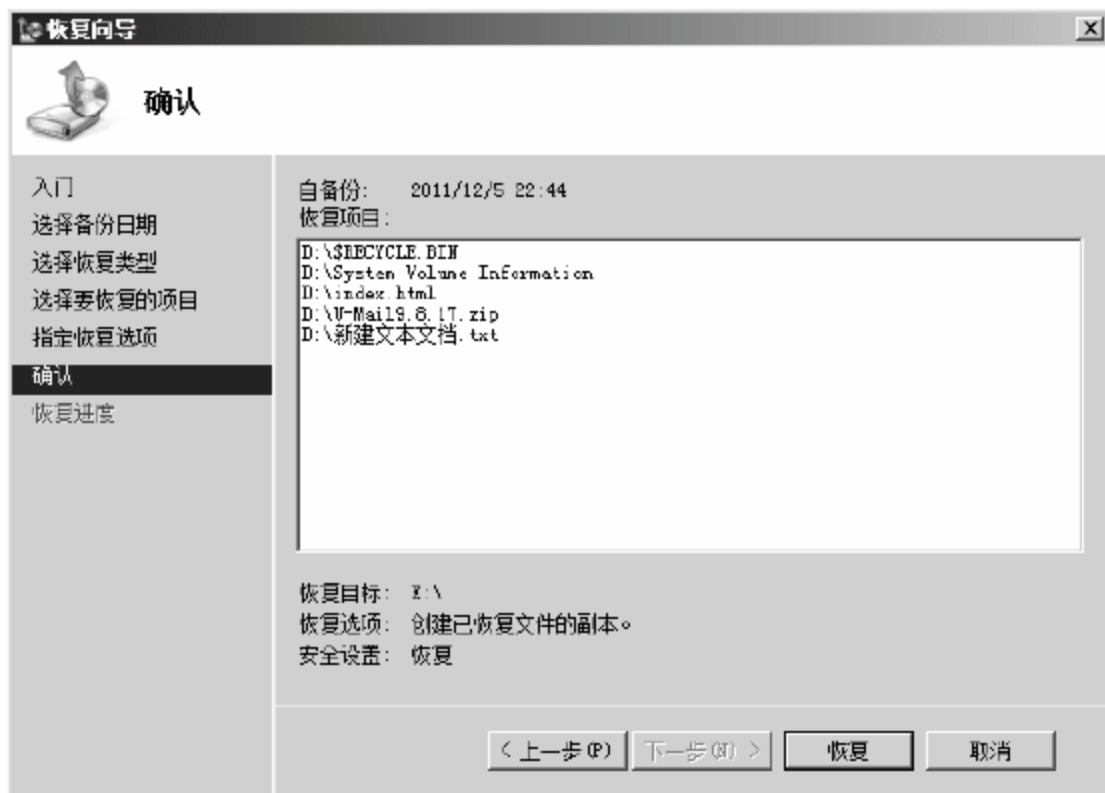 恢复向导
确认
入门
选择备份日期
选择恢复类型
选择要恢复的项目
指定恢复选项
确认
恢复进度
自备份: 2011/12/5 22:44
恢复项目:
D:\$RECYCLE.BIN
D:\System Volume Information
D:\index.html
D:\U-Mail9.8.17.zip
D:\新建文本文档.txt
恢复目标: E:\
恢复选项: 创建已恢复文件的副本。
安全设置: 恢复
< 上一步(P)
下一步(N) >
恢复
取消